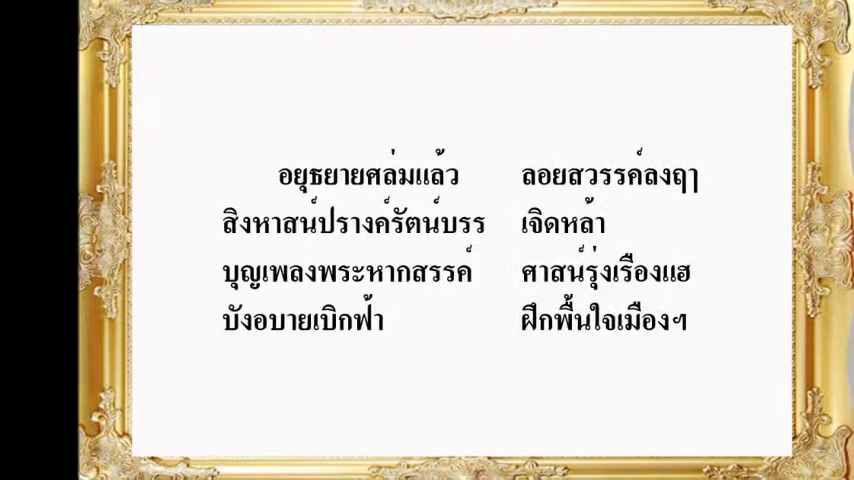 อยุธยายศล่มแล้ว ลอยสวรรค์ลงฤๅ
สิงหาสน์ปรางค์รัตน์บรร เจิดหล้า
บุญเพลงพระหากสรรค์ ศาสน์รุ่งเรืองแฮ
บังอบายเบิกฟ้า ฝึกพื้นใจเมืองฯ